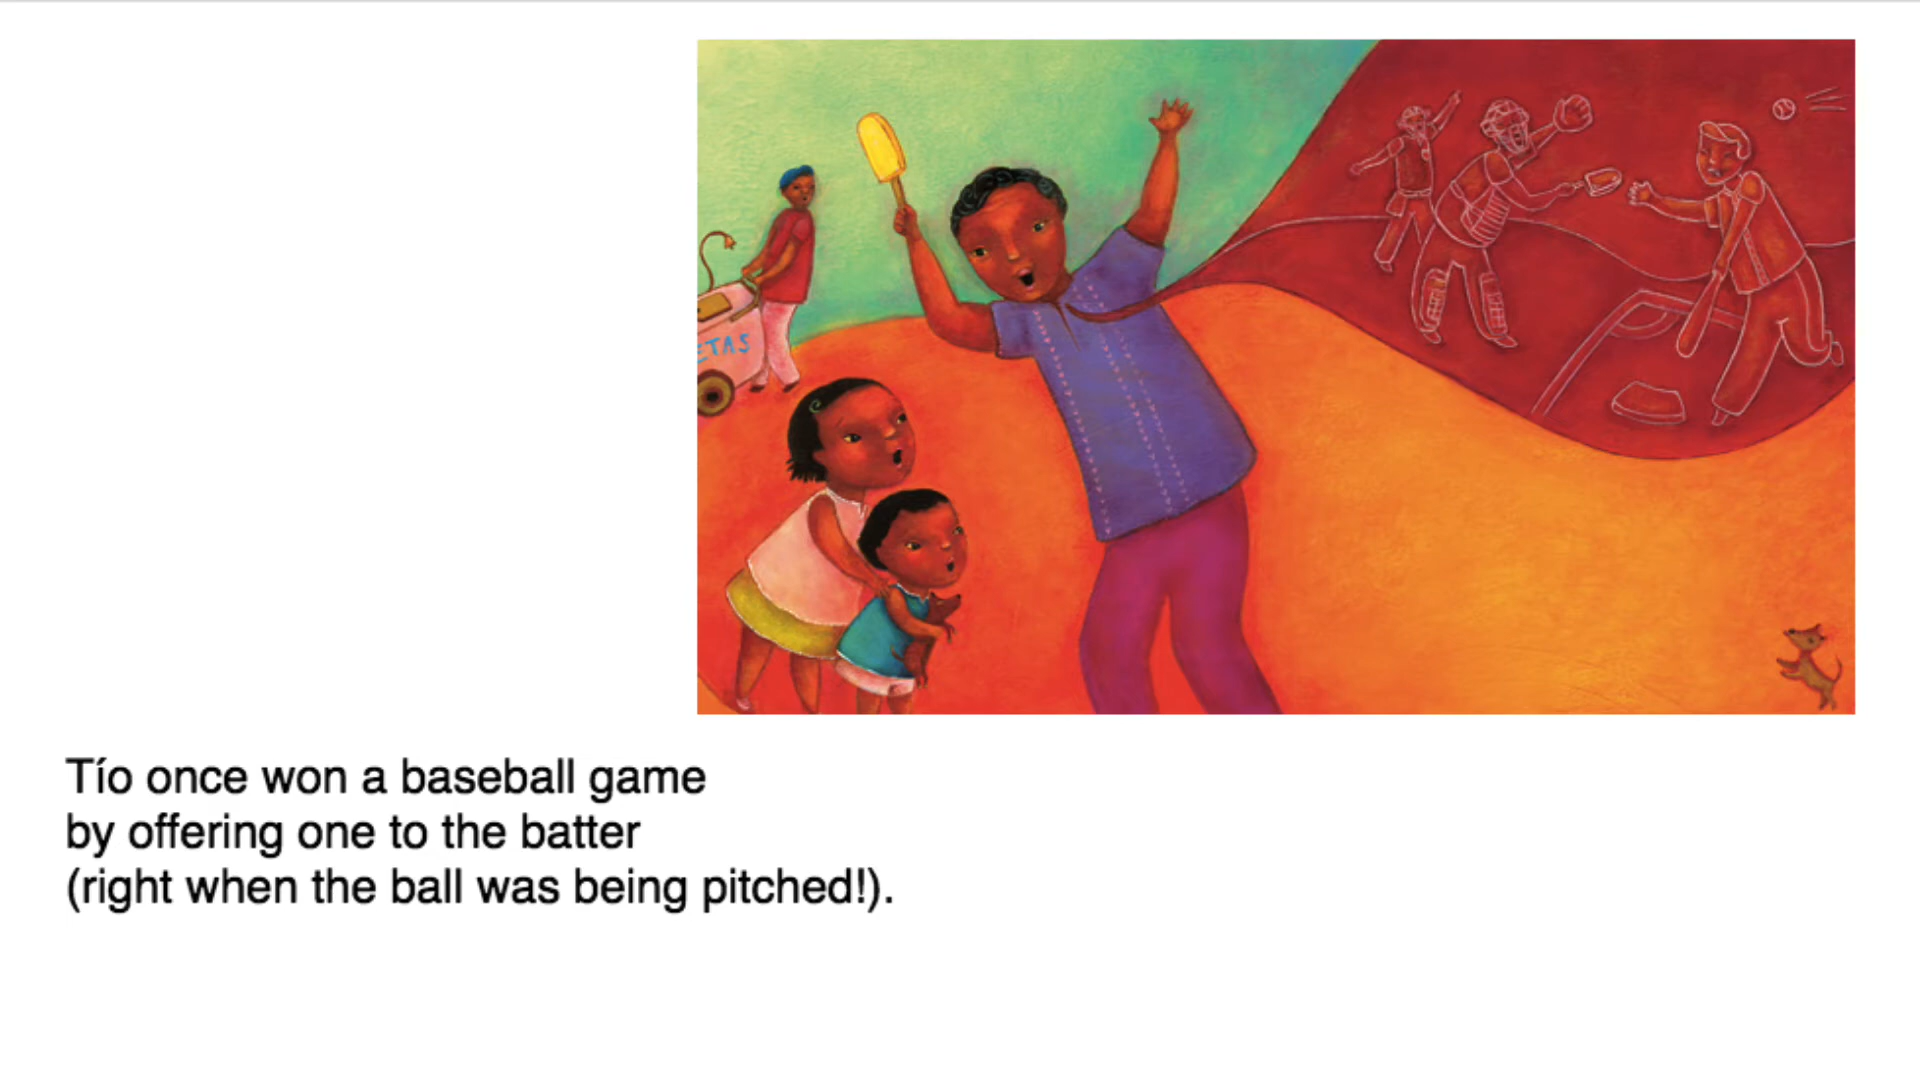 ETAS
Tío once won a baseball game
by offering one to the batter
(right when the ball was being pitched!).